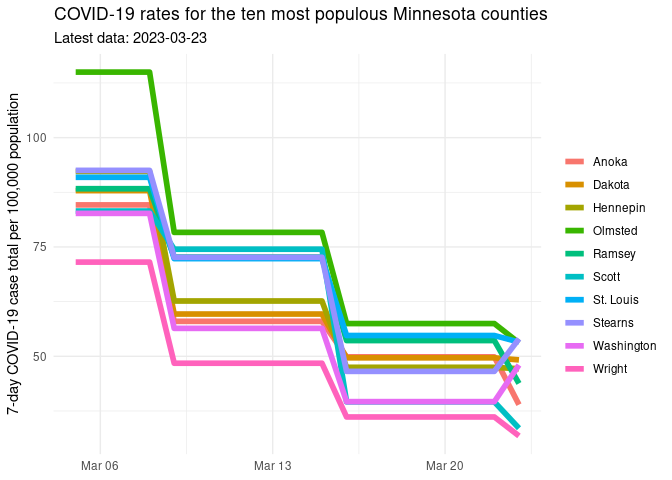 COVID-19 rates for the ten most populous Minnesota counties
Latest data: 2023-03-23
7-day COVID-19 case total per 100,000 population
100
75
50
Mar 06
Mar 13
Mar 20
Anoka
Dakota
Hennepin
Olmsted
Ramsey
Scott
St. Louis
Stearns
Washington
Wright